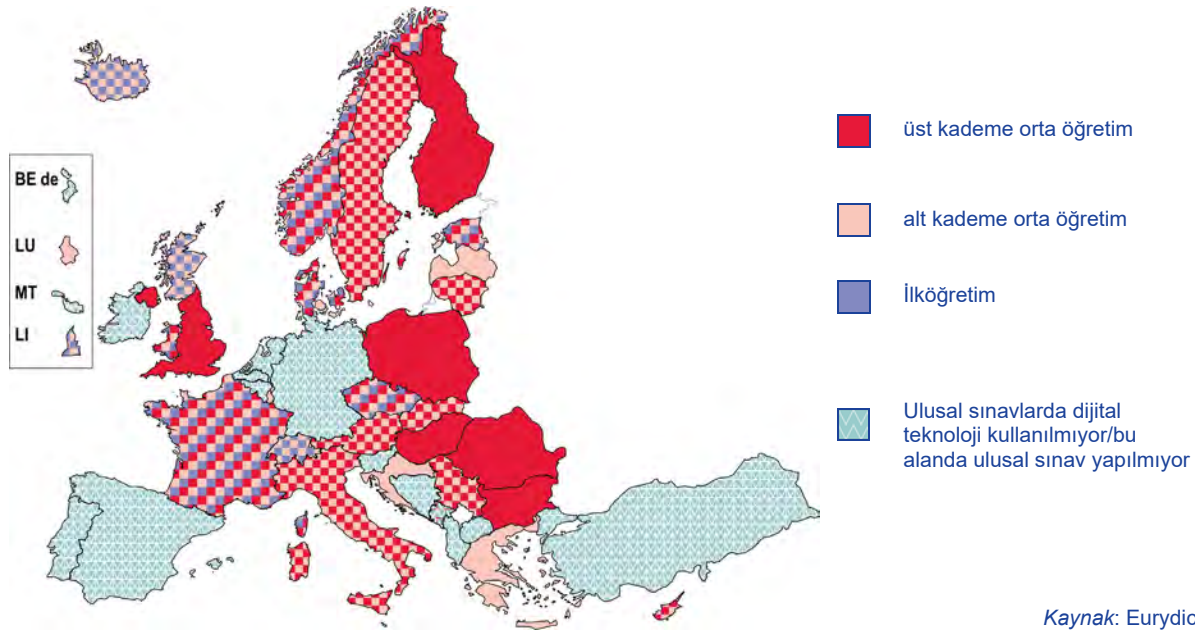 BE de
LU
MT
LI
üst kademe orta öğretim
alt kademe orta öğretim
İlköğretim
Ulusal sınavlarda dijital
teknoloji kullanılmıyor/bu
alanda ulusal sınav yapılmıyor
Kaynak: Eurydic